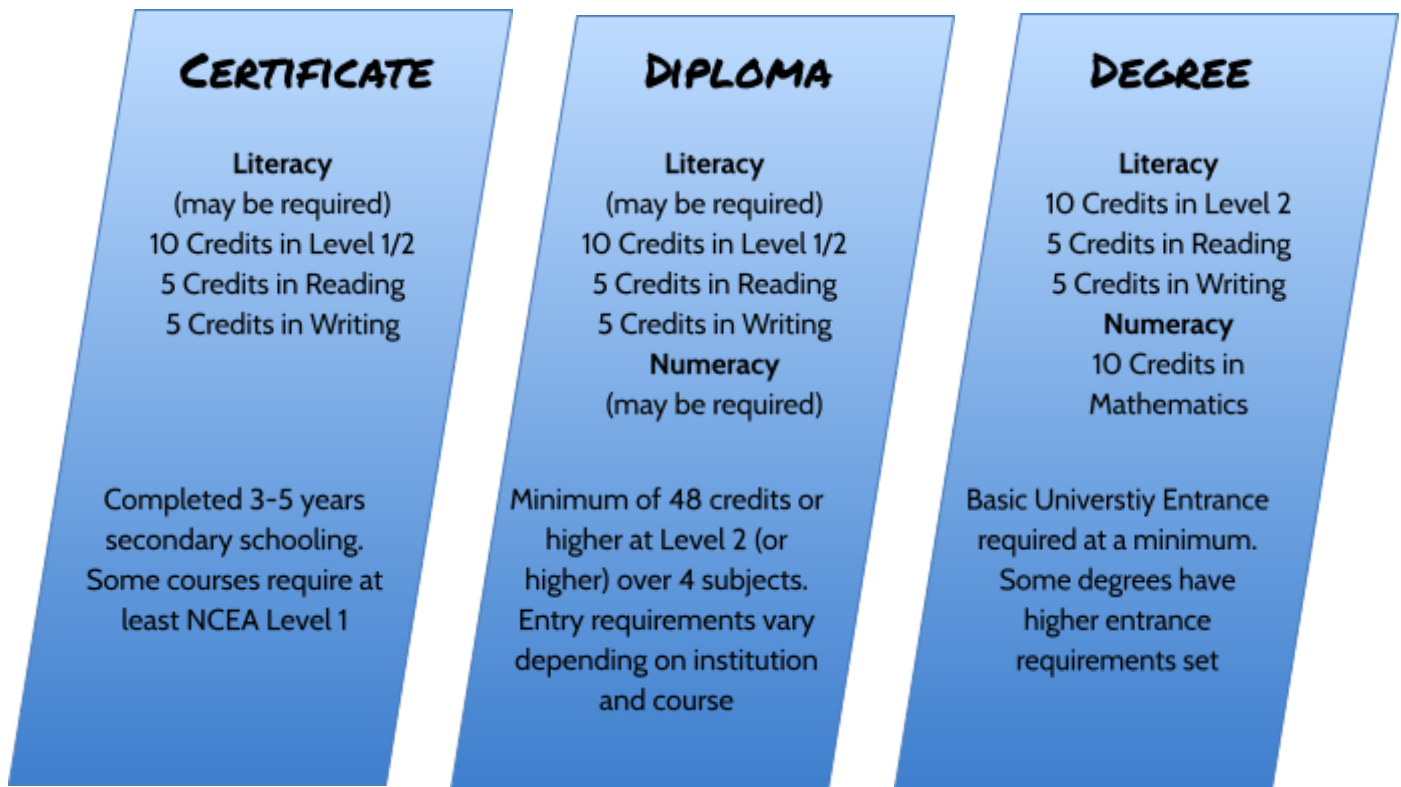 CERTIFICATE
Literacy
(may be required)
10 Credits in Level 1/2
5 Credits in Reading
5 Credits in Writing
Completed 3-5 years
secondary schooling.
Some courses require at
least NCEA Level 1
DIPLOMA
Literacy
(may be required)
10 Credits in Level 1/2
5 Credits in Reading
5 Credits in Writing
Numeracy
(may be required)
Minimum of 48 credits or
higher at Level 2 (or
higher) over 4 subjects.
Entry requirements vary
depending on institution
and course
DEGREE
Literacy
10 Credits in Level 2
5 Credits in Reading
5 Credits in Writing
Numeracy
10 Credits in
Mathematics
Basic Universtiy Entrance
required at a minimum.
Some degrees have
higher entrance
requirements set